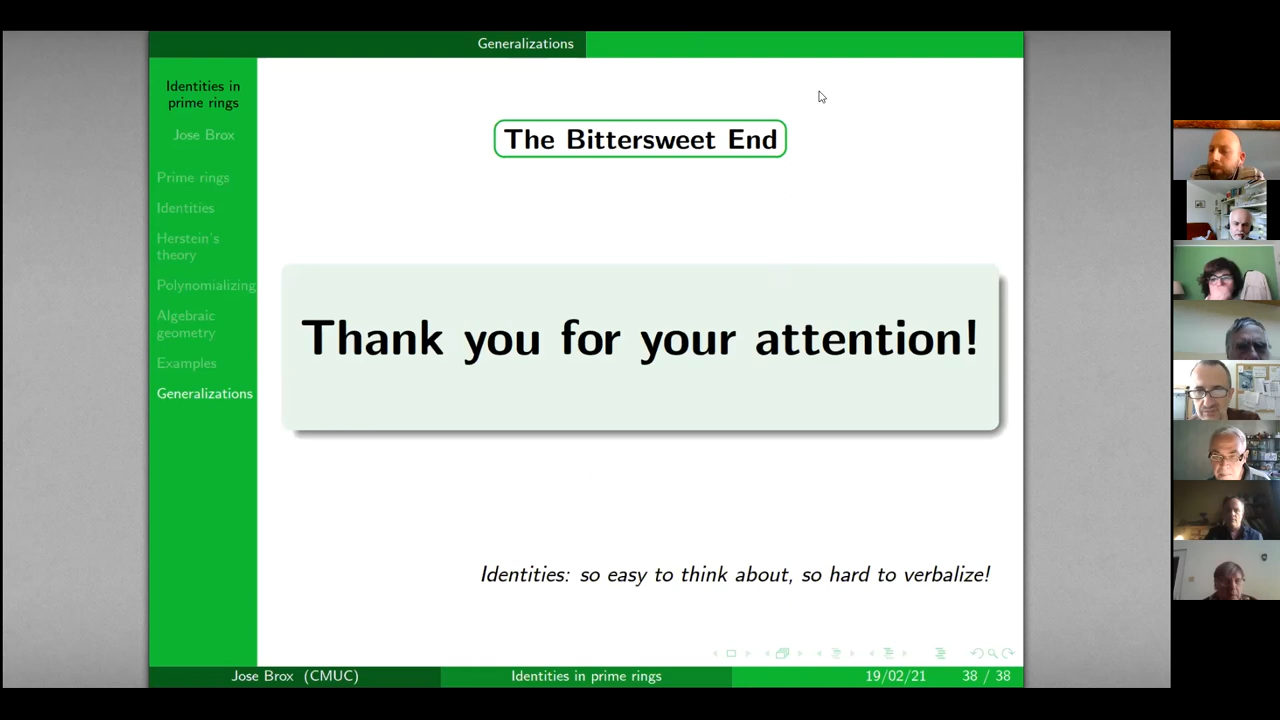 Generalizations
Identities in
prime rings
Jose Brox
Prime rings
Identities
Herstein's
theory
Polynomializing
Algebraic
geometry
Examples
Generalizations
The Bittersweet End
Thank you for your attention!
Identities: so easy to think about, so hard to verbalize!
Jose Brox (CMUC)
Identities in prime rings
19/02/21
38 / 38